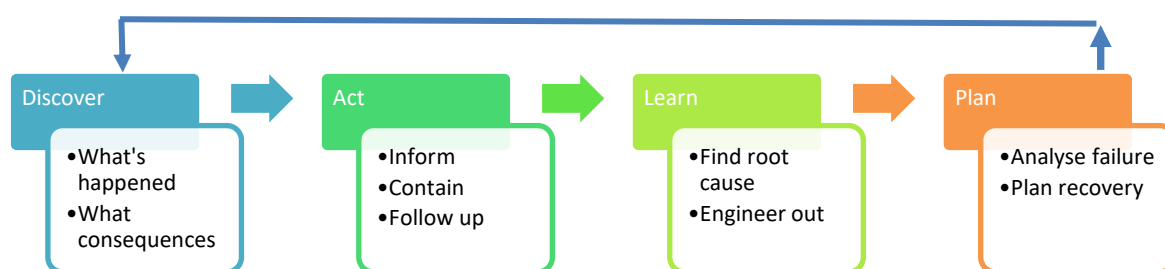 Discover
•What's
happened
•What
consequences
Act
•Inform
•Contain
•Follow up
Learn
•Find root
cause
•Engineer out
Plan
•Analyse failure
•Plan recovery